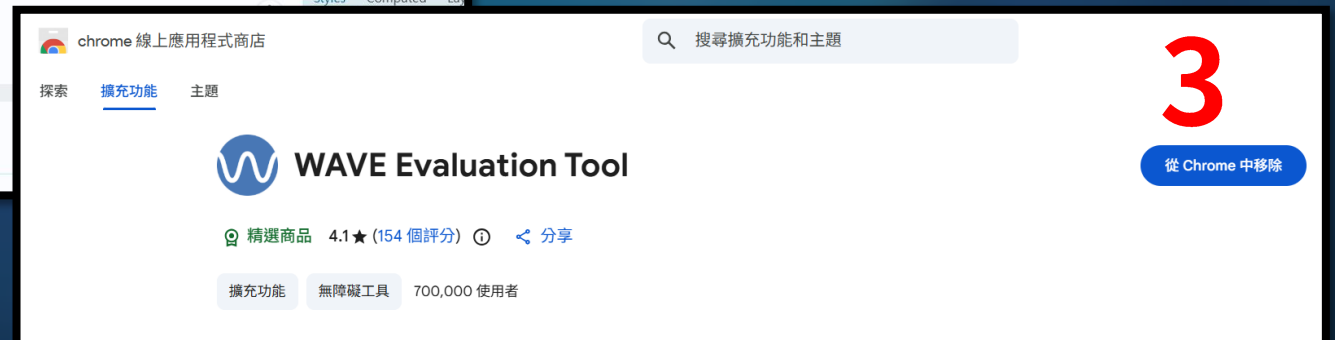 Styles Computed Lay
chrome 線上應用程式商店
搜尋擴充功能和主題
3
探索 擴充功能 主題
WAVE Evaluation Tool
從 Chrome 中移除
精選商品 4.1★ (154 個評分) 分享
擴充功能 無障礙工具 700,000 使用者